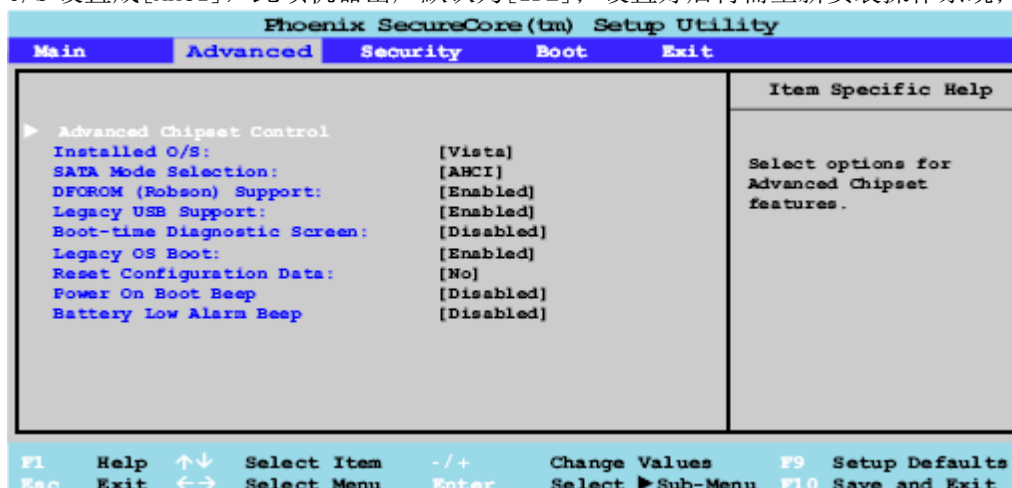 Phoenix SecureCore(tm) Setup Utility
Main Advanced Security Boot Exit
Item Specific Help
▶ Advanced Chipset Control
Installed O/S: [Vista]
SATA Mode Selection: [AHCI]
DFOROM (Robson) Support: [Enabled]
Legacy USB Support: [Enabled]
Boot-time Diagnostic Screen: [Disabled]
Legacy OS Boot: [Enabled]
Reset Configuration Data: [No]
Power On Boot Beep [Disabled]
Battery Low Alarm Beep [Disabled]
Select options for
Advanced Chipset
features.
F1 Help ↑↓ Select Item -/+ Change Values F9 Setup Defaults
Esc Exit ←→ Select Menu Enter Select ▶Sub-Menu F10 Save and Exit